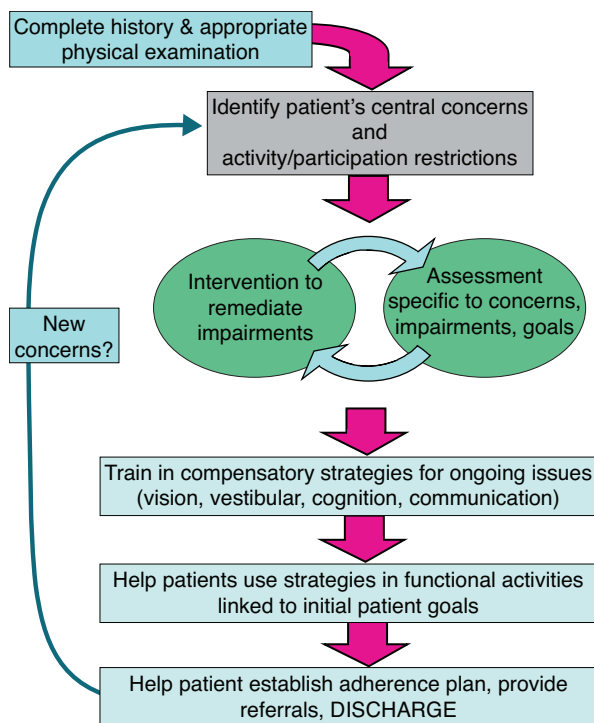 Complete history & appropriate
physical examination
Identify patient's central concerns
and
activity/participation restrictions
Intervention to
remediate
impairments
Assessment
specific to concerns,
impairments, goals
New
concerns?
Train in compensatory strategies for ongoing issues
(vision, vestibular, cognition, communication)
Help patients use strategies in functional activities
linked to initial patient goals
Help patient establish adherence plan, provide
referrals, DISCHARGE